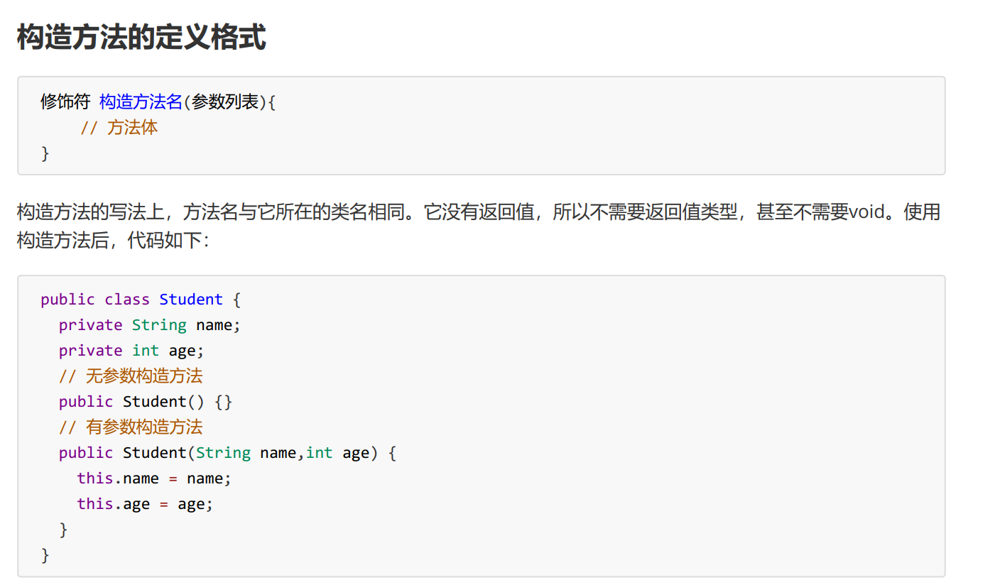 构造方法的定义格式
修饰符 构造方法名(参数列表){
    // 方法体
}
构造方法的写法上，方法名与它所在的类名相同。它没有返回值，所以不需要返回值类型，甚至不需要void。使用
构造方法后，代码如下：
public class Student {
  private String name;
  private int age;
  // 无参数构造方法
  public Student() {}
  // 有参数构造方法
  public Student(String name,int age) {
    this.name = name;
    this.age = age;
  }
}